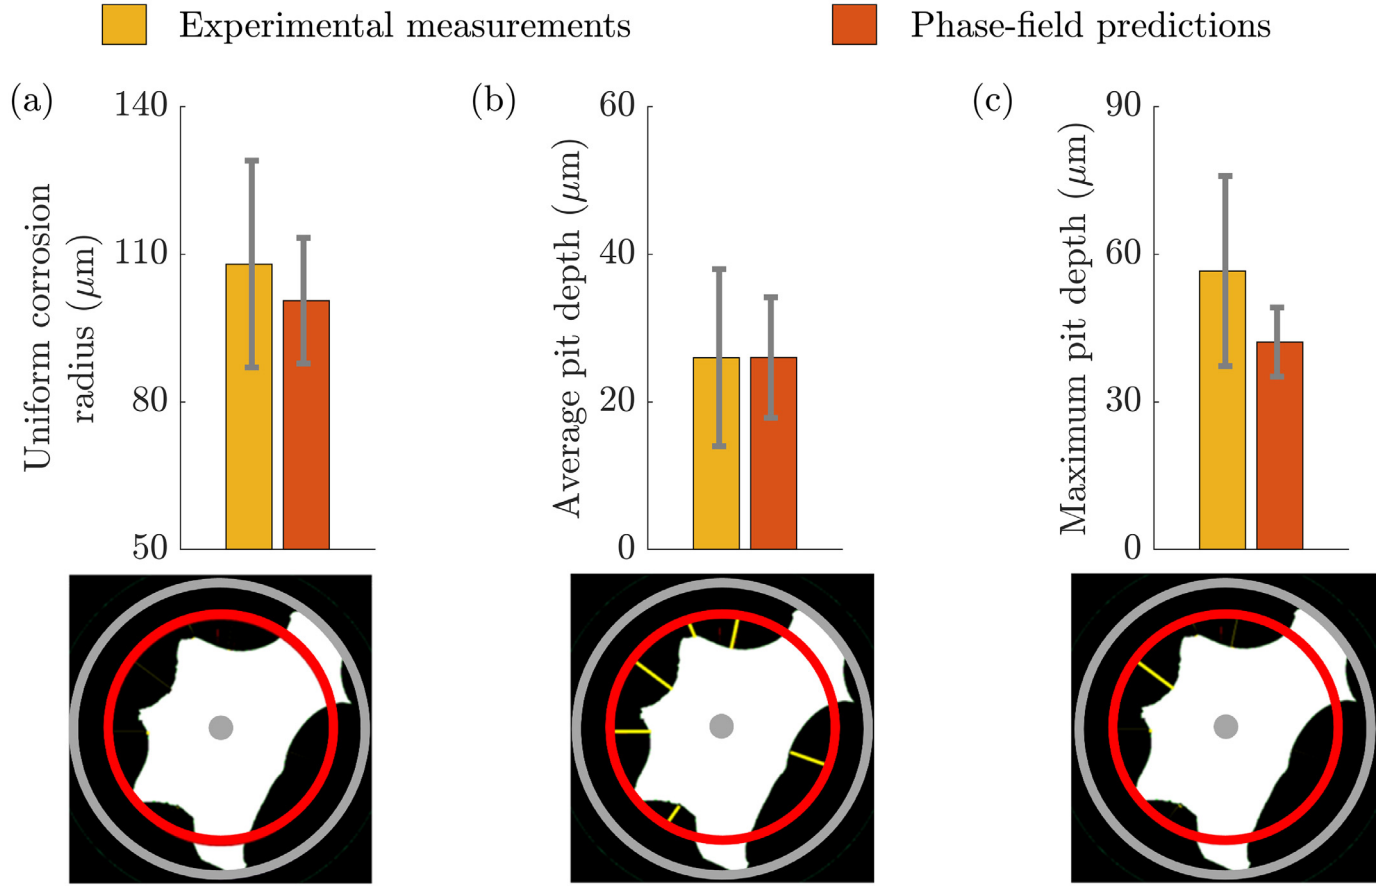 Experimental measurements
Phase-field predictions
(a)
140
110
80
50
Uniform corrosion
radius (μm)
(b)
60
40
20
0
Average pit depth (μm)
(c)
90
60
30
0
Maximum pit depth (μm)